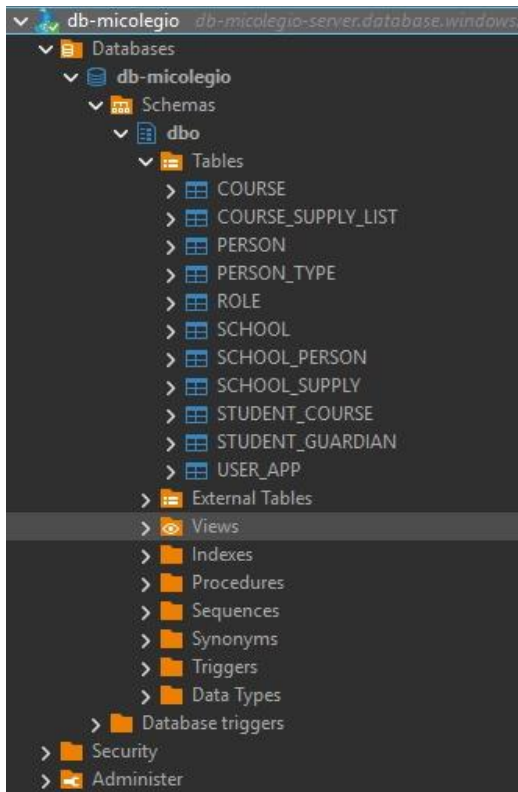 db-micolegio db-micolegio-server.database.windows.
Databases
db-micolegio
Schemas
dbo
Tables
COURSE
COURSE_SUPPLY_LIST
PERSON
PERSON_TYPE
ROLE
SCHOOL
SCHOOL_PERSON
SCHOOL_SUPPLY
STUDENT_COURSE
STUDENT_GUARDIAN
USER_APP
External Tables
Views
Indexes
Procedures
Sequences
Synonyms
Triggers
Data Types
Database triggers
Security
Administer